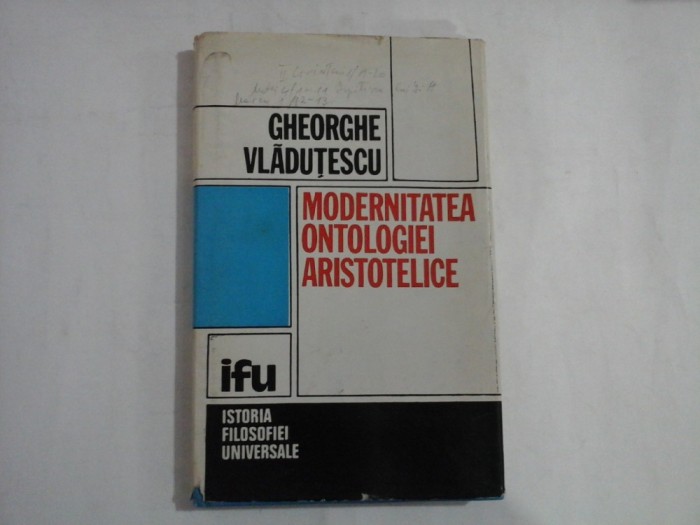 GHEORGHE
VLĂDUȚESCU
MODERNITATEA
ONTOLOGIEI
ARISTOTELICE
ifu
ISTORIA
FILOSOFIEI
UNIVERSALE